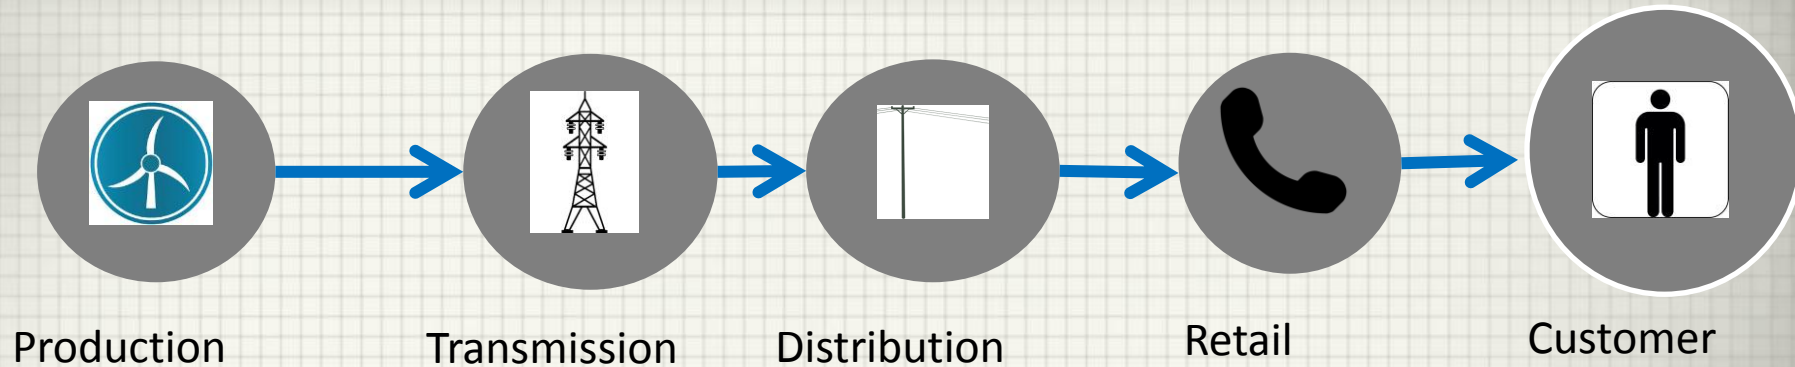 Production
Transmission
Distribution
Retail
Customer